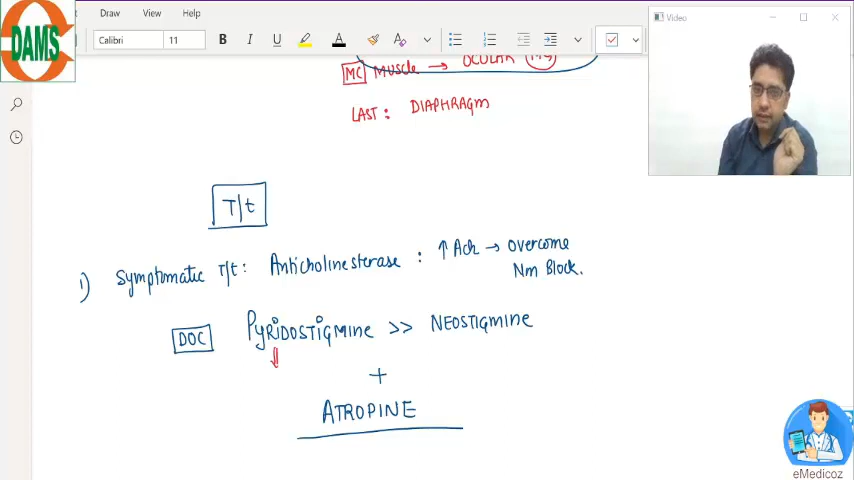 DAMS
Draw View Help
Calibri 11 B I U A A
Video
MC Muscle → OCULAR MG
LAST : DIAPHRAGM
T/t
1) Symptomatic T/t : Anticholinesterase : ↑ Ach → overcome
Nm Block.
DOC PYRIDOSTIGMINE >> NEOSTIGMINE
+
ATROPINE
eMedicoz